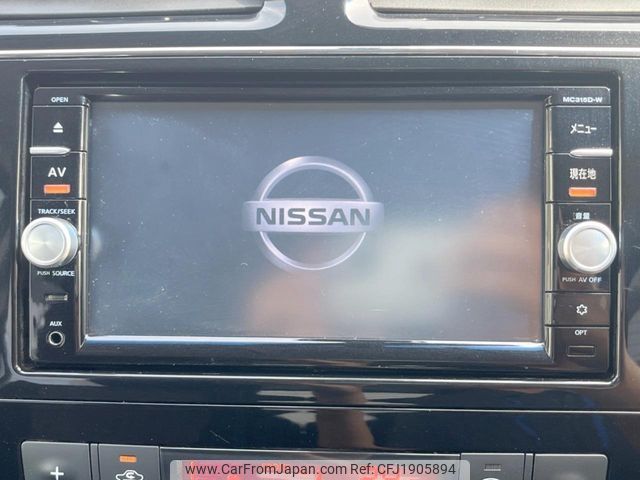 OPEN
MC315D-W
メニュー
AV
現在地
NISSAN
TRACK/SEEK
音量
PUSH SOURCE
PUSH AV OFF
AUX
OPT
www.CarFromJapan.com - CFJ1905894